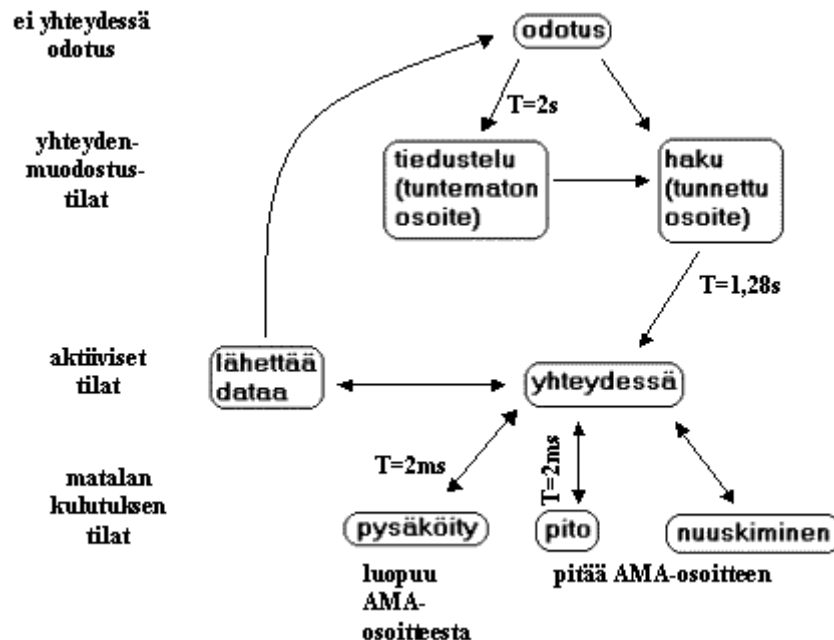 ei yhteydessä
odotus
odotus
T=2s
yhteyden-
muodostus-
tilat
tiedustelu
(tuntematon
osoite)
haku
(tunnettu
osoite)
T=1,28s
aktiiviset
tilat
lähettää
dataa
yhteydessä
T=2ms
T=2ms
matalan
kulutuksen
tilat
pysäköity
pito
nuuskiminen
luopuu
AMA-
osoitteesta
pitää AMA-osoitteen